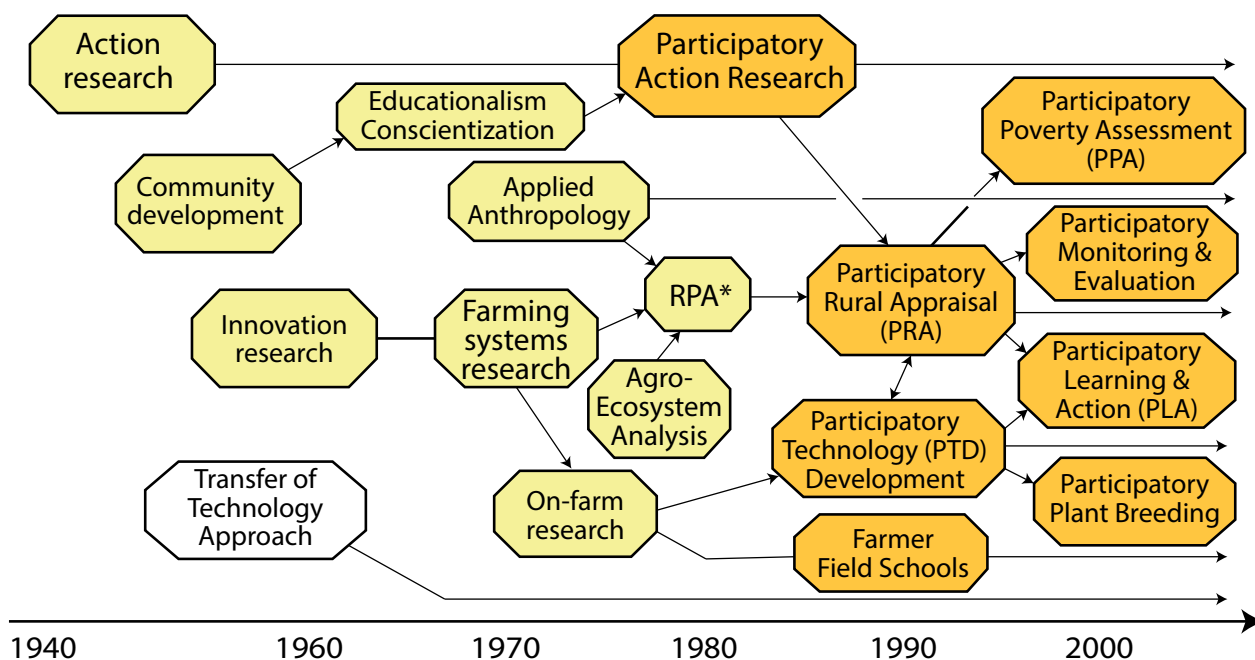 Action
research
Participatory
Action Research
Educationalism
Conscientization
Participatory
Poverty Assessment
(PPA)
Community
development
Applied
Anthropology
Participatory
Monitoring &
Evaluation
Innovation
research
Farming
systems
research
RPA*
Participatory
Rural Appraisal
(PRA)
Agro-
Ecosystem
Analysis
Participatory
Learning &
Action (PLA)
Participatory
Technology (PTD)
Development
Transfer of
Technology
Approach
On-farm
research
Participatory
Plant Breeding
Farmer
Field Schools
1940 1960 1970 1980 1990 2000